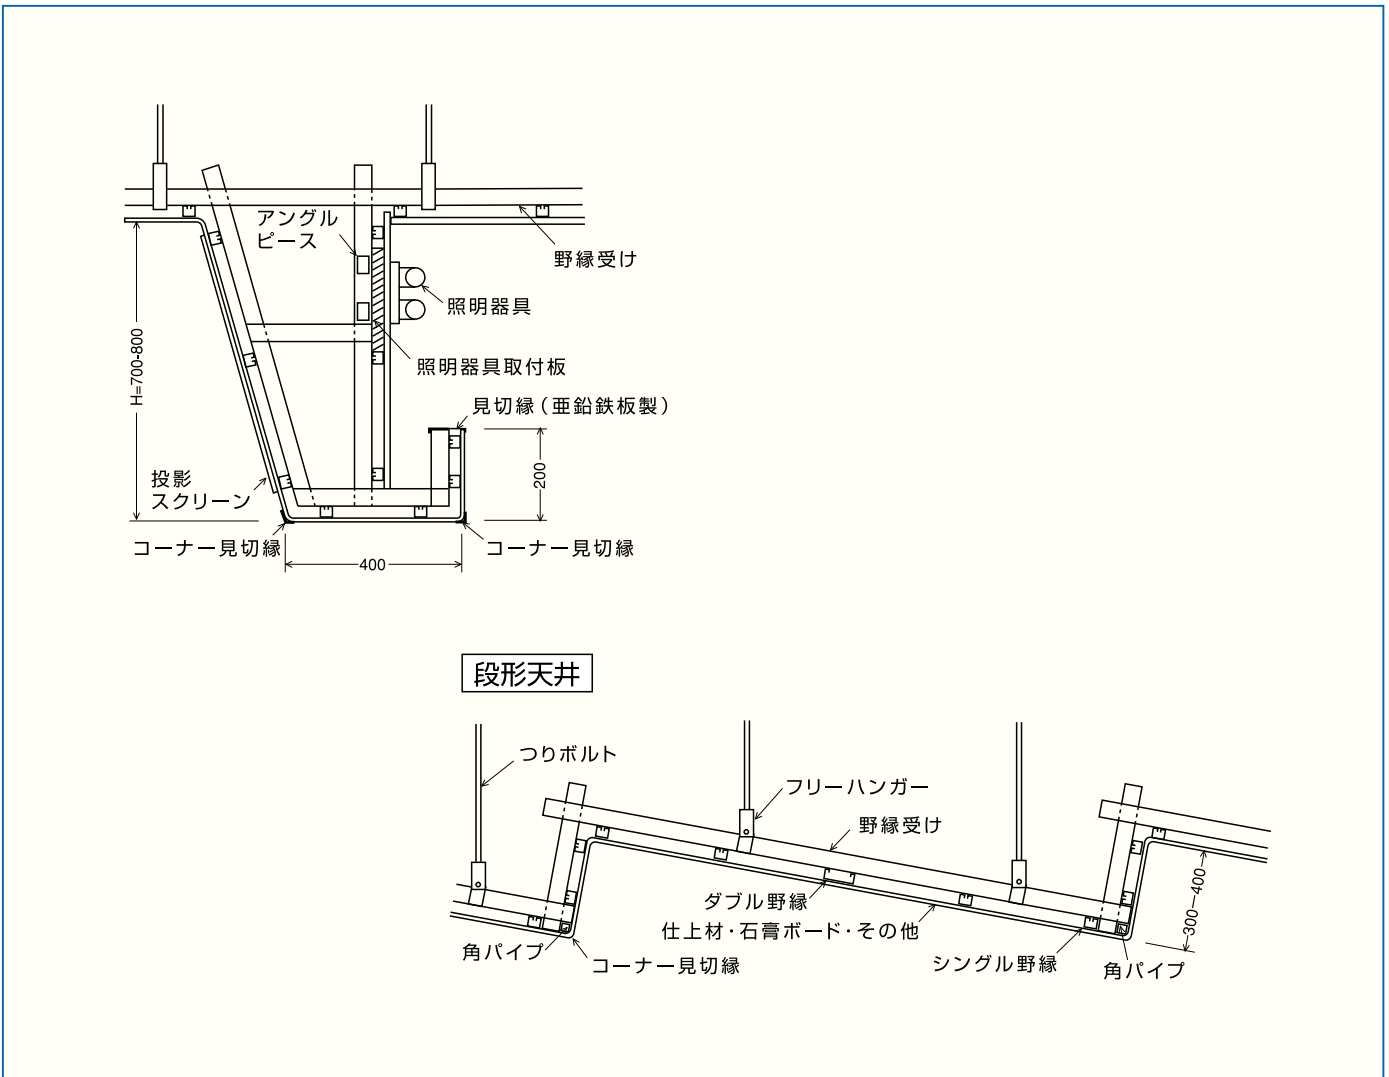 アングル
ピース
野縁受け
照明器具
H=700-800
照明器具取付板
見切縁(亜鉛鉄板製)
200
投影
スクリーン
コーナー見切縁
コーナー見切縁
400
段形天井
つりボルト
フリーハンガー
野縁受け
ダブル野縁
300-400
仕上材・石膏ボード・その他
角パイプ
コーナー見切縁
シングル野縁
角パイプ